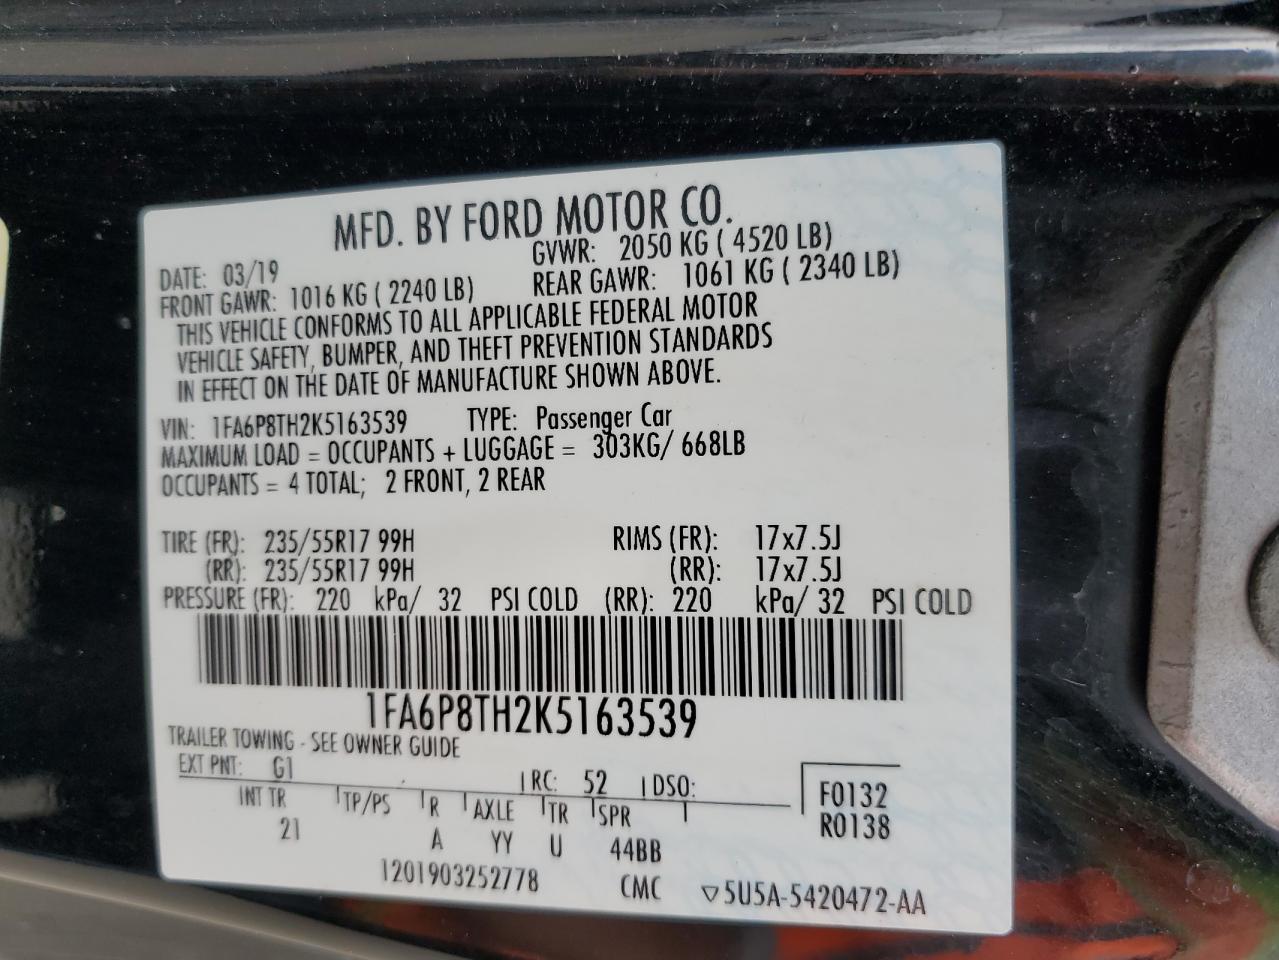 MFD. BY FORD MOTOR CO.
DATE: 03/19 GVWR: 2050 KG ( 4520 LB)
FRONT GAWR: 1016 KG ( 2240 LB) REAR GAWR: 1061 KG ( 2340 LB)
THIS VEHICLE CONFORMS TO ALL APPLICABLE FEDERAL MOTOR
VEHICLE SAFETY, BUMPER, AND THEFT PREVENTION STANDARDS
IN EFFECT ON THE DATE OF MANUFACTURE SHOWN ABOVE.
VIN: 1FA6P8TH2K5163539 TYPE: Passenger Car
MAXIMUM LOAD = OCCUPANTS + LUGGAGE = 303KG/ 668LB
OCCUPANTS = 4 TOTAL; 2 FRONT, 2 REAR
TIRE (FR): 235/55R17 99H RIMS (FR): 17x7.5J
(RR): 235/55R17 99H (RR): 17x7.5J
PRESSURE (FR): 220 kPa/ 32 PSI COLD (RR): 220 kPa/ 32 PSI COLD
1FA6P8TH2K5163539
TRAILER TOWING - SEE OWNER GUIDE
EXT PNT: G1 RC: 52 DSO:
INT TR TP/PS R AXLE TR SPR F0132
21 A YY U 44BB R0138
1201903252778 CMC ▽5U5A-5420472-AA